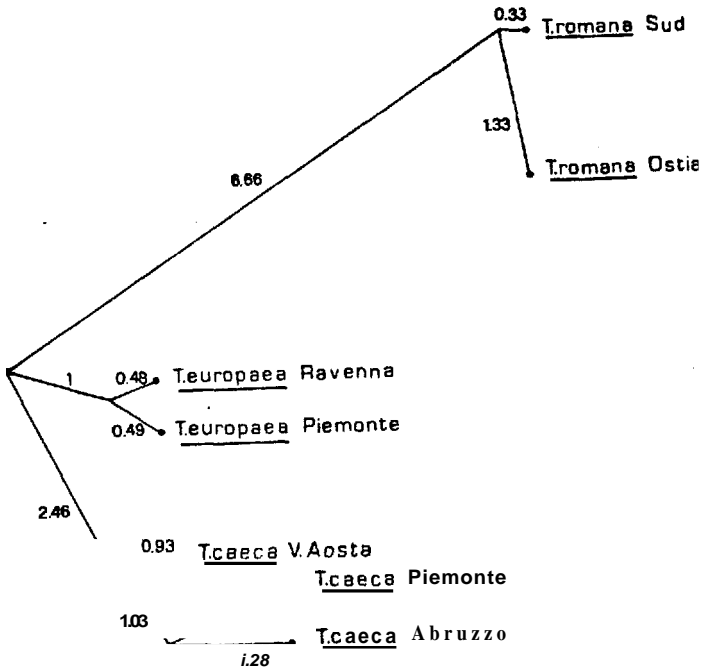 0.33 T.romana Sud
1.33
T.romana Ostia
6.66
1 0.48 T.europaea Ravenna
0.49 T.europaea Piemonte
2.46
0.93 T.caeca V.Aosta
T.caeca Piemonte
1.03
T.caeca Abruzzo
i.28